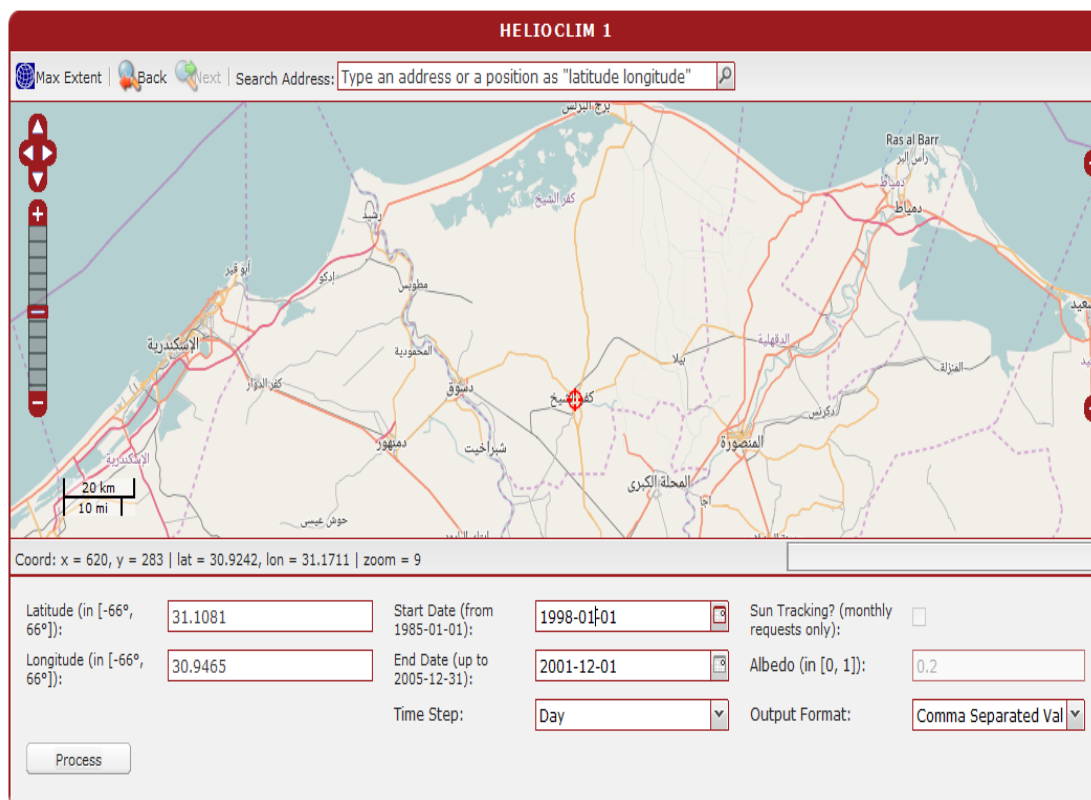 HELIOCLIM 1
Max Extent Back Next Search Address: Type an address or a position as "latitude longitude"
برج البرلس
Ras al Barr
رأس البر
دمياط
دمياط
كفر الشيخ
رشيد
أبو قير
إدكو
مطوبس
سعيد
الإسكندرية
المحمودية
الدقهلية
بيلا
المنزلة
كفر الدوار
دسوق
كفر الشيخ
دكرنس
دمنهور
شبراخيت
المنصورة
الإسكندرية
المحلة الكبرى
أجا
20 km
10 mi
حوش عيسى
Coord: x = 620, y = 283 | lat = 30.9242, lon = 31.1711 | zoom = 9
Latitude (in [-66°, 66°]): 31.1081
Start Date (from 1985-01-01): 1998-01-01
Sun Tracking? (monthly requests only):
Longitude (in [-66°, 66°]): 30.9465
End Date (up to 2005-12-31): 2001-12-01
Albedo (in [0, 1]): 0.2
Time Step: Day
Output Format: Comma Separated Val
Process